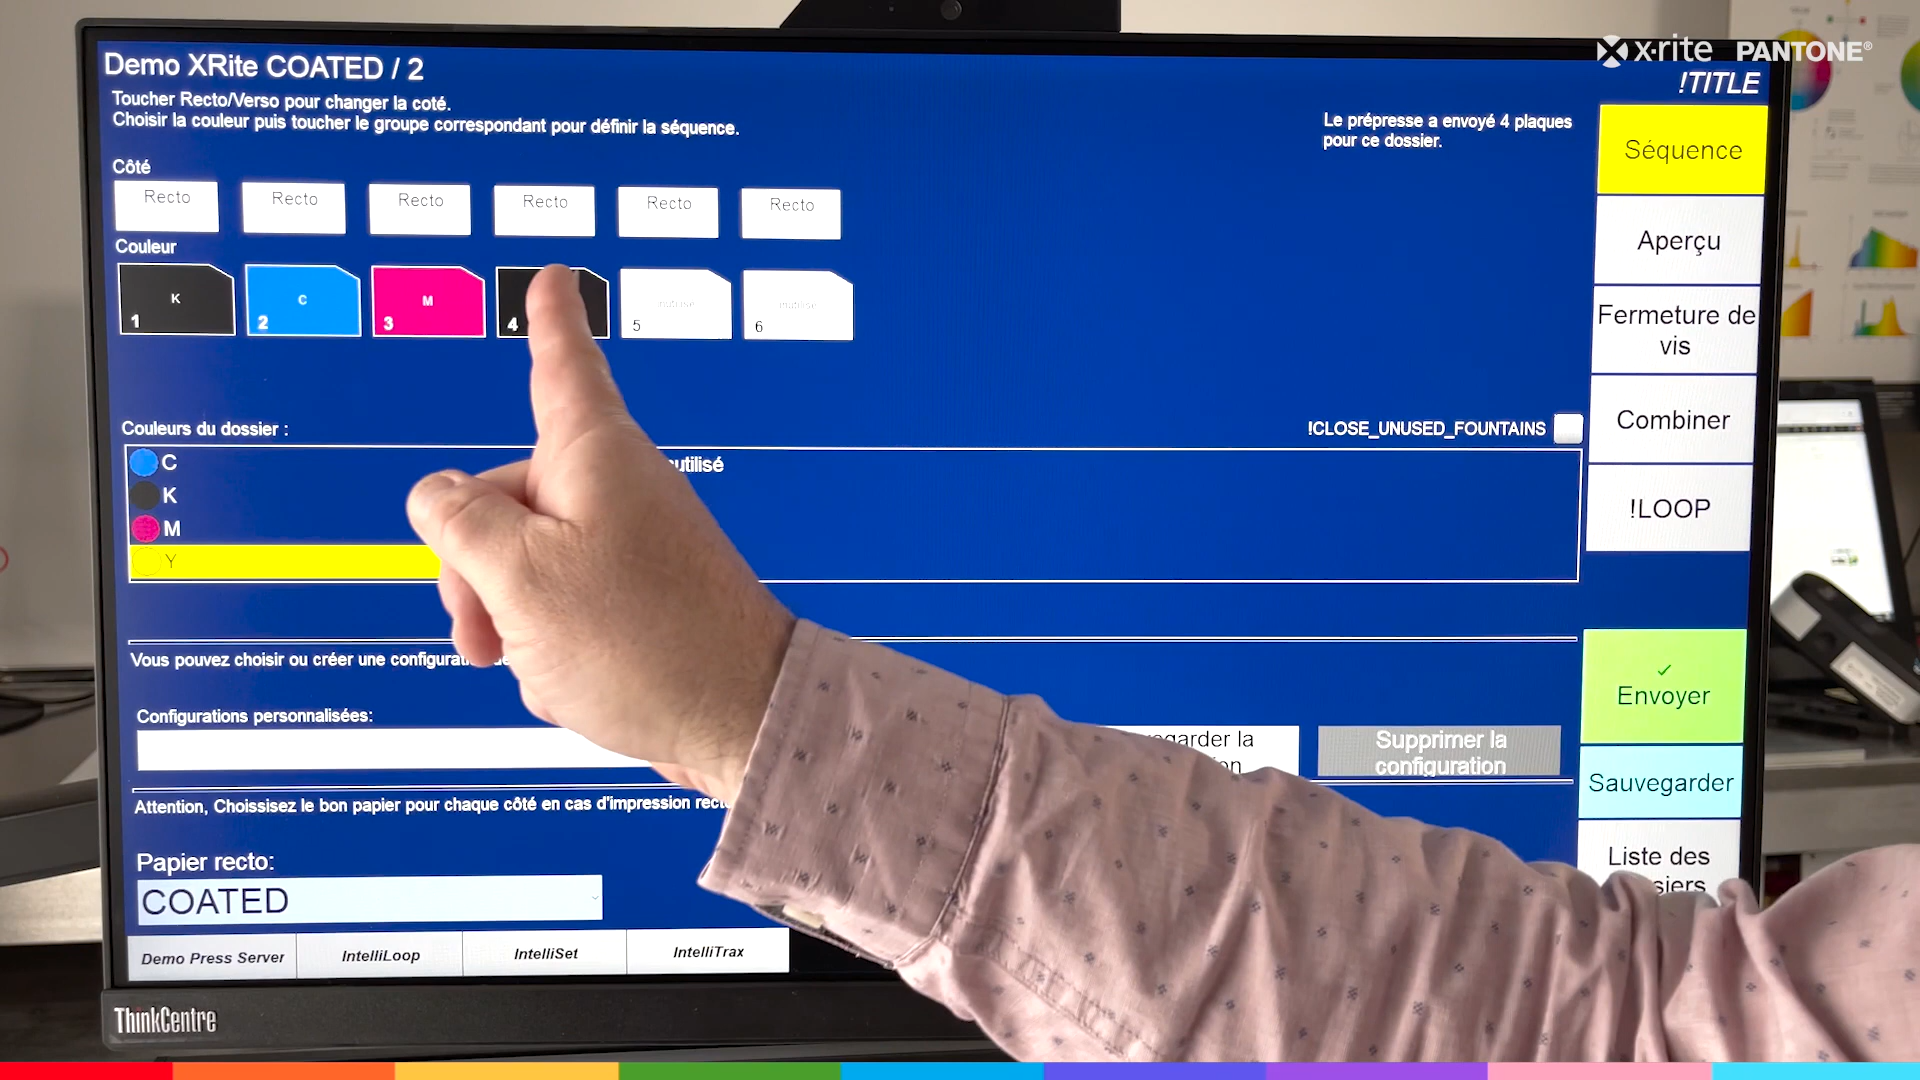 Demo XRite COATED / 2
x·rite PANTONE®
!TITLE
Toucher Recto/Verso pour changer la coté.
Choisir la couleur puis toucher le groupe correspondant pour définir la séquence.
Le prépresse a envoyé 4 plaques
pour ce dossier.
Côté
Recto Recto Recto Recto Recto Recto
Couleur
K C M
1 2 3 4 5 6
inutilisé
Séquence
Aperçu
Fermeture de
vis
Combiner
!LOOP
Couleurs du dossier :
!CLOSE_UNUSED_FOUNTAINS
C
K
M
Y
Vous pouvez choisir ou créer une
Configurations personnalisées:
la
Supprimer la
configuration
Envoyer
Sauvegarder
Liste des
Attention, Choissisez le bon papier pour chaque côté en cas d'impression
Papier recto:
COATED
Demo Press Server
IntelliLoop
IntelliSet
IntelliTrax
ThinkCentre